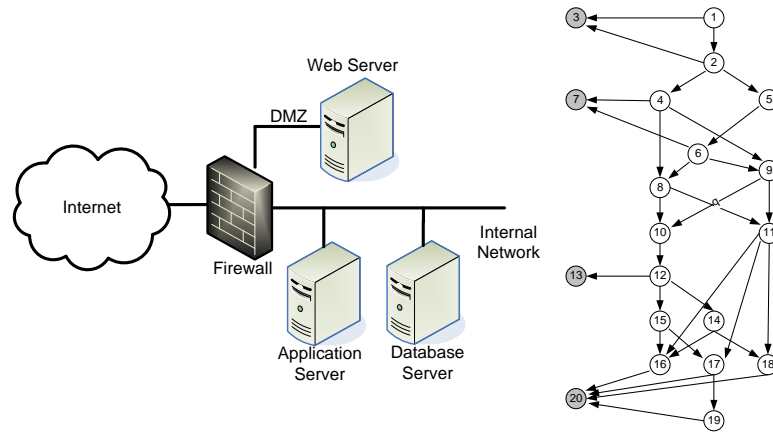 Web Server
DMZ
Internet
Firewall
Internal
Network
Application
Server
Database
Server
1
3
2
4
5
7
6
9
8
10
11
12
13
15
14
16
17
18
20
19